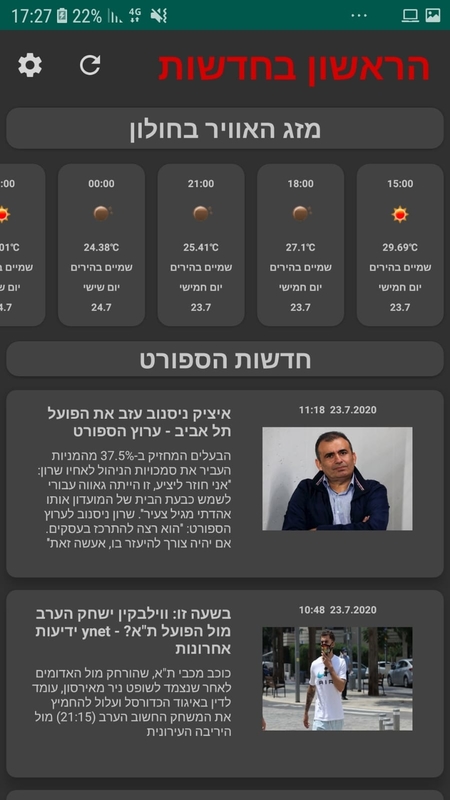 17:27 22% 4G
הראשון בחדשות
מזג האוויר בחולון
15:00
29.69℃
שמיים בהירים
יום חמישי
23.7
18:00
27.1℃
שמיים בהירים
יום חמישי
23.7
21:00
25.41℃
שמיים בהירים
יום חמישי
23.7
00:00
24.38℃
שמיים בהירים
יום שישי
24.7
:00
01℃
שמיים בהירים
יום שי
4.7
חדשות הספורט
11:18 23.7.2020
איציק ניסנוב עזב את הפועל
תל אביב - ערוץ הספורט
הבעלים המחזיק ב-37.5% מהמניות
העביר את סמכויות הניהול לאחיו שרון:
"אני חוזר ליציע, זו הייתה גאווה עבורי
לשמש כבעת הבית של המועדון אותו
אהדתי מגיל צעיר". שרון ניסנוב לערוץ
הספורט: "הוא רצה להתרכז בעסקים.
אם יהיה צורך להיעזר בו, אעשה זאת"
10:48 23.7.2020
בשעה זו: ווילבקין ישחק הערב
מול הפועל ת"א? - ynet ידיעות
אחרונות
כוכב מכבי ת"א, שהורחק מול האדומים
לאחר שנצמד לשופט ניר מאירסון, עומד
לדין באיגוד הכדורסל ועלול להחמיץ
את המשחק החשוב הערב (21:15) מול
היריבה העירונית